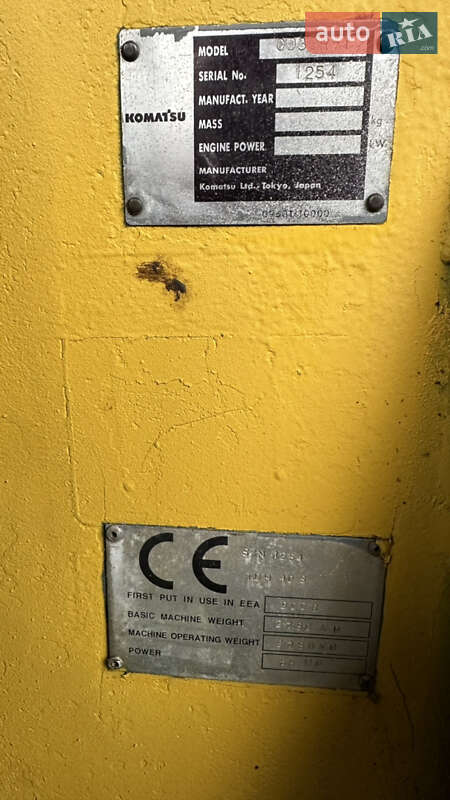 auto RIA .com
MODEL
SERIAL No. 1254
MANUFACT. YEAR
KOMATSU
MASS kg
ENGINE POWER kW
MANUFACTURER
Komatsu Ltd., Tokyo, Japan
CE
S/N 1254
FIRST PUT IN USE IN EEA
BASIC MACHINE WEIGHT
MACHINE OPERATING WEIGHT
POWER